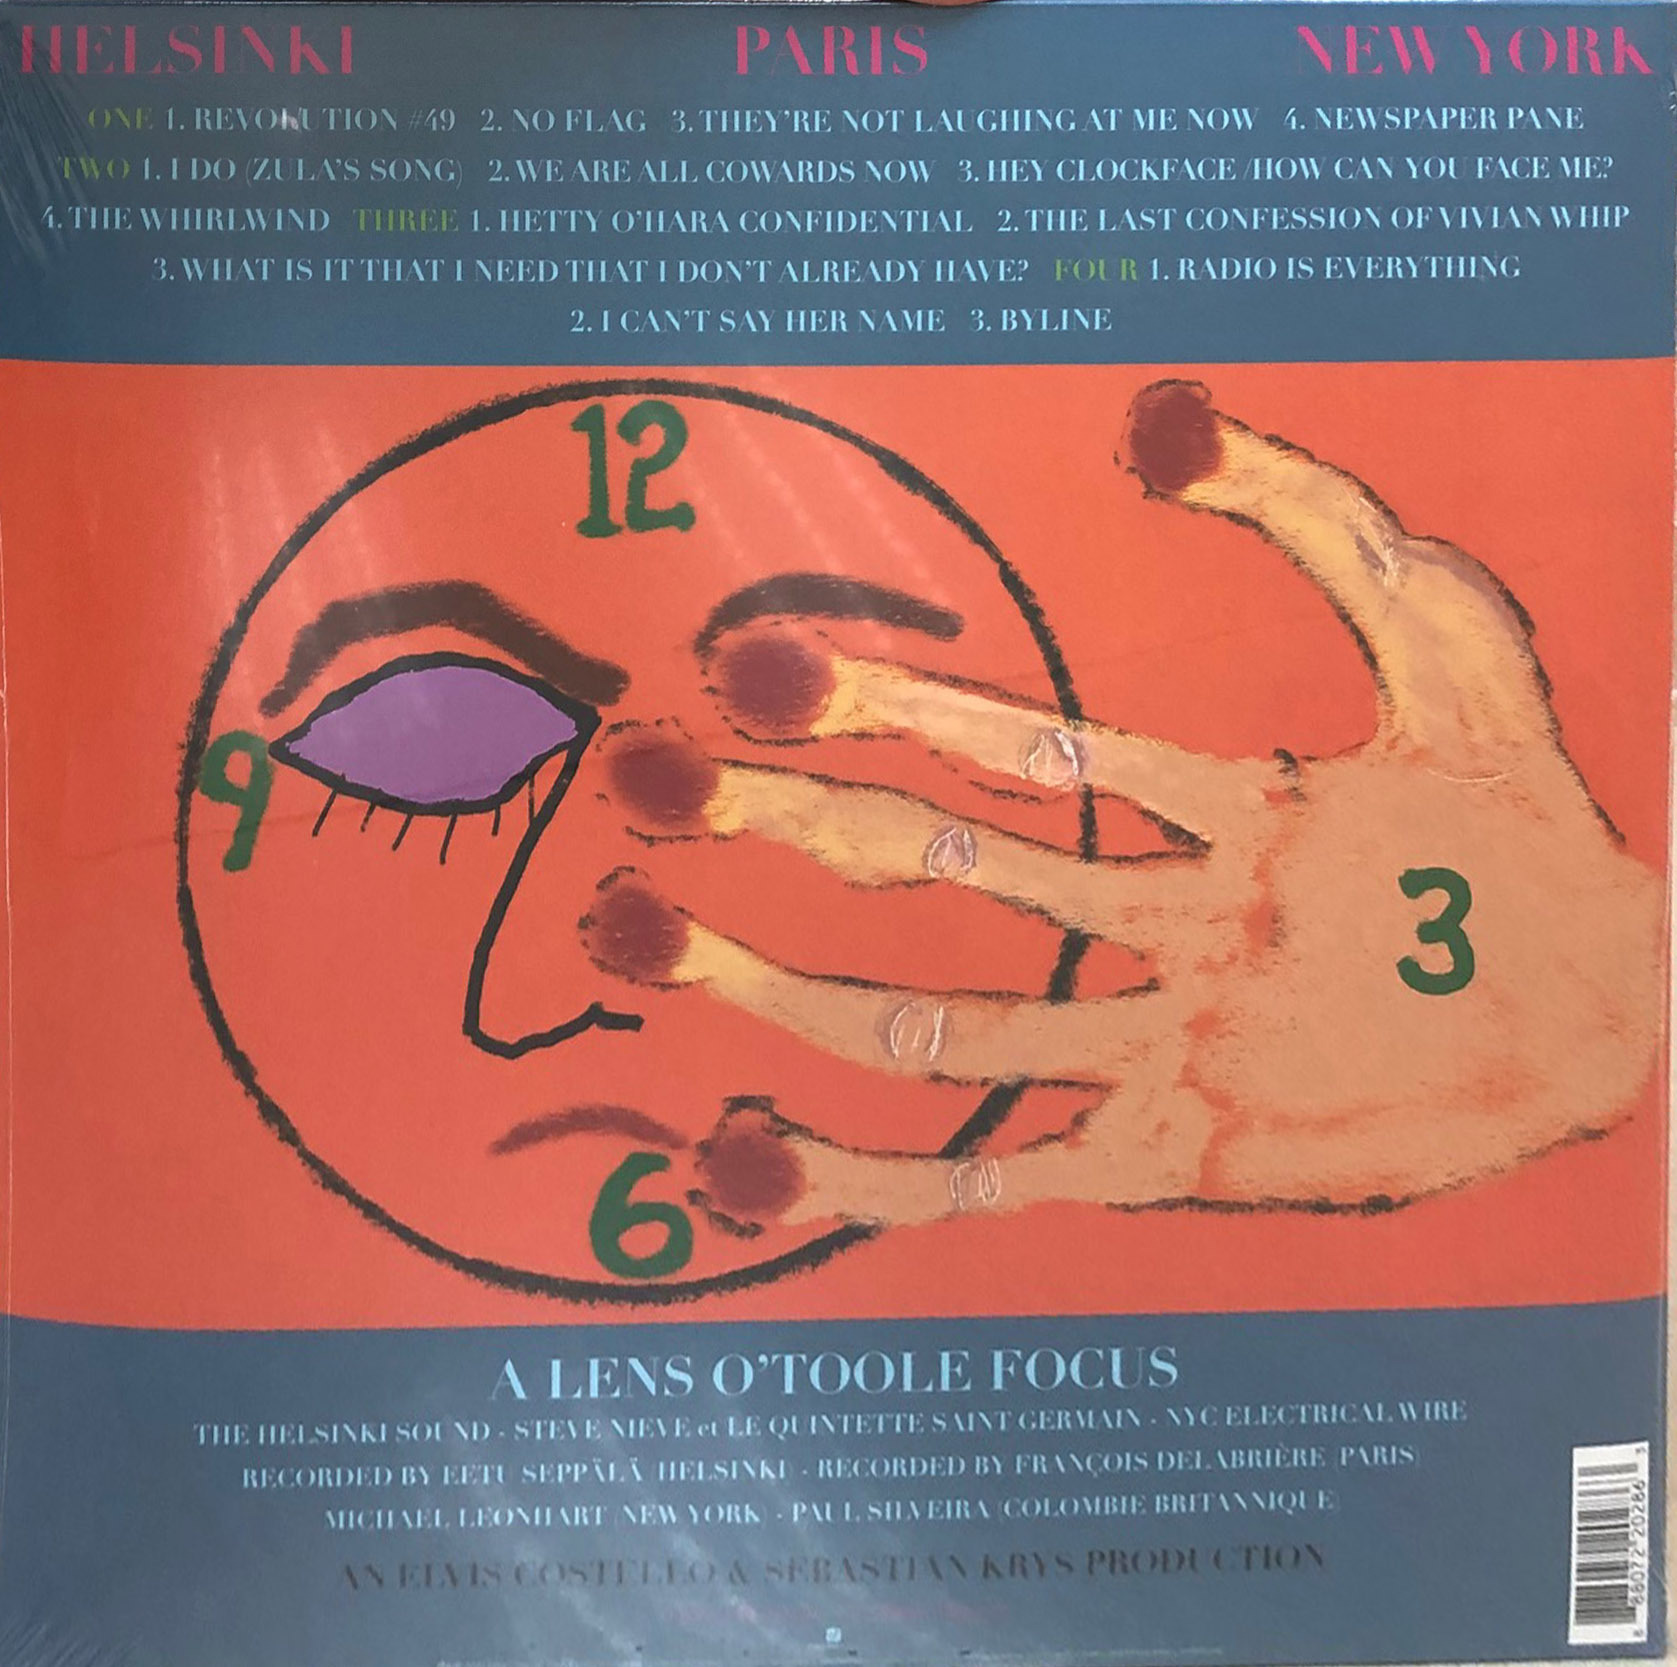 HELSINKI PARIS NEW YORK
ONE 1. REVOLUTION #49 2. NO FLAG 3. THEY'RE NOT LAUGHING AT ME NOW 4. NEWSPAPER PANE
TWO 1. I DO (ZULA'S SONG) 2. WE ARE ALL COWARDS NOW 3. HEY CLOCKFACE /HOW CAN YOU FACE ME?
4. THE WHIRLWIND THREE 1. HETTY O'HARA CONFIDENTIAL 2. THE LAST CONFESSION OF VIVIAN WHIP
3. WHAT IS IT THAT I NEED THAT I DON'T ALREADY HAVE? FOUR 1. RADIO IS EVERYTHING
2. I CAN'T SAY HER NAME 3. BYLINE
12
9
3
6
A LENS O'TOOLE FOCUS
THE HELSINKI SOUND - STEVE NIEVE et LE QUINTETTE SAINT GERMAIN - NYC ELECTRICAL WIRE
RECORDED BY EETU SEPPÄLÄ (HELSINKI) - RECORDED BY FRANÇOIS DELABRIÈRE (PARIS)
MICHAEL LEONHART (NEW YORK) - PAUL SILVEIRA (COLOMBIE BRITANNIQUE)
AN ELVIS COSTELLO & SEBASTIAN KRYS PRODUCTION
8 88072 20286 3